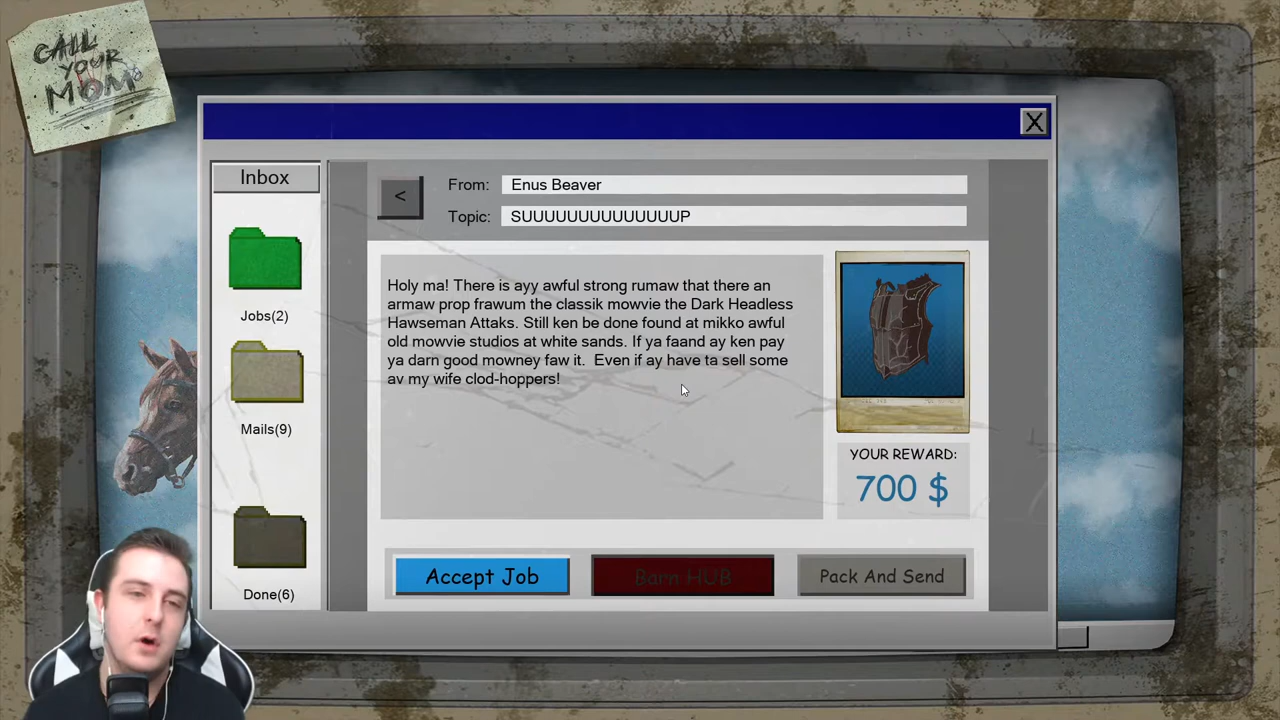 CALL
YOUR
MOM
X
Inbox
<
From: Enus Beaver
Topic: SUUUUUUUUUUUUUUP
Jobs(2)
Mails(9)
Done(6)
Holy ma! There is ayy awful strong rumaw that there an
armaw prop frawum the classik mowvie the Dark Headless
Hawseman Attaks. Still ken be done found at mikko awful
old mowvie studios at white sands. If ya faand ay ken pay
ya darn good mowney faw it.  Even if ay have ta sell some
av my wife clod-hoppers!
YOUR REWARD:
700 $
Accept Job
Barn HUB
Pack And Send